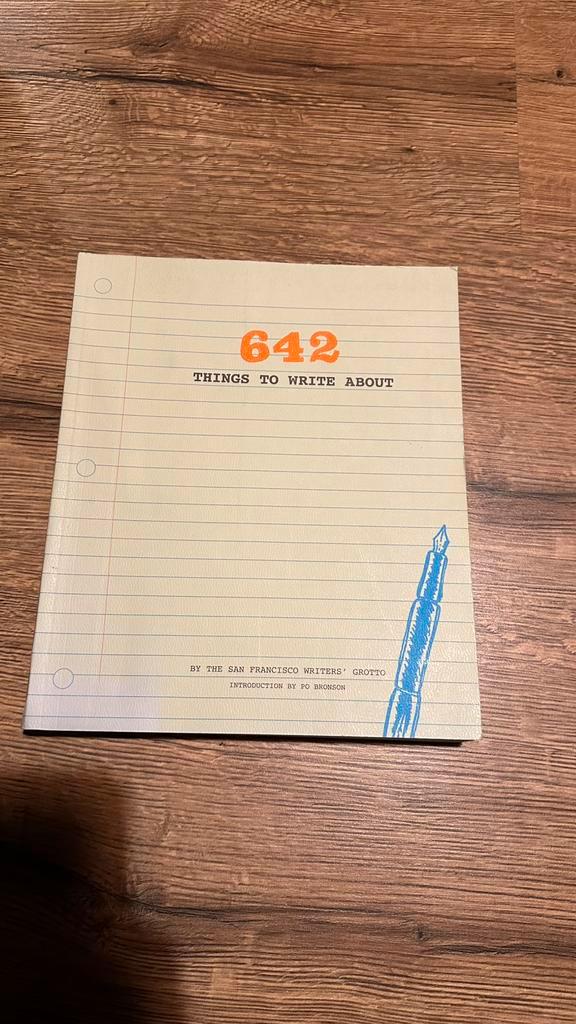 642
THINGS TO WRITE ABOUT
BY THE SAN FRANCISCO WRITERS' GROTTO
INTRODUCTION BY PO BRONSON